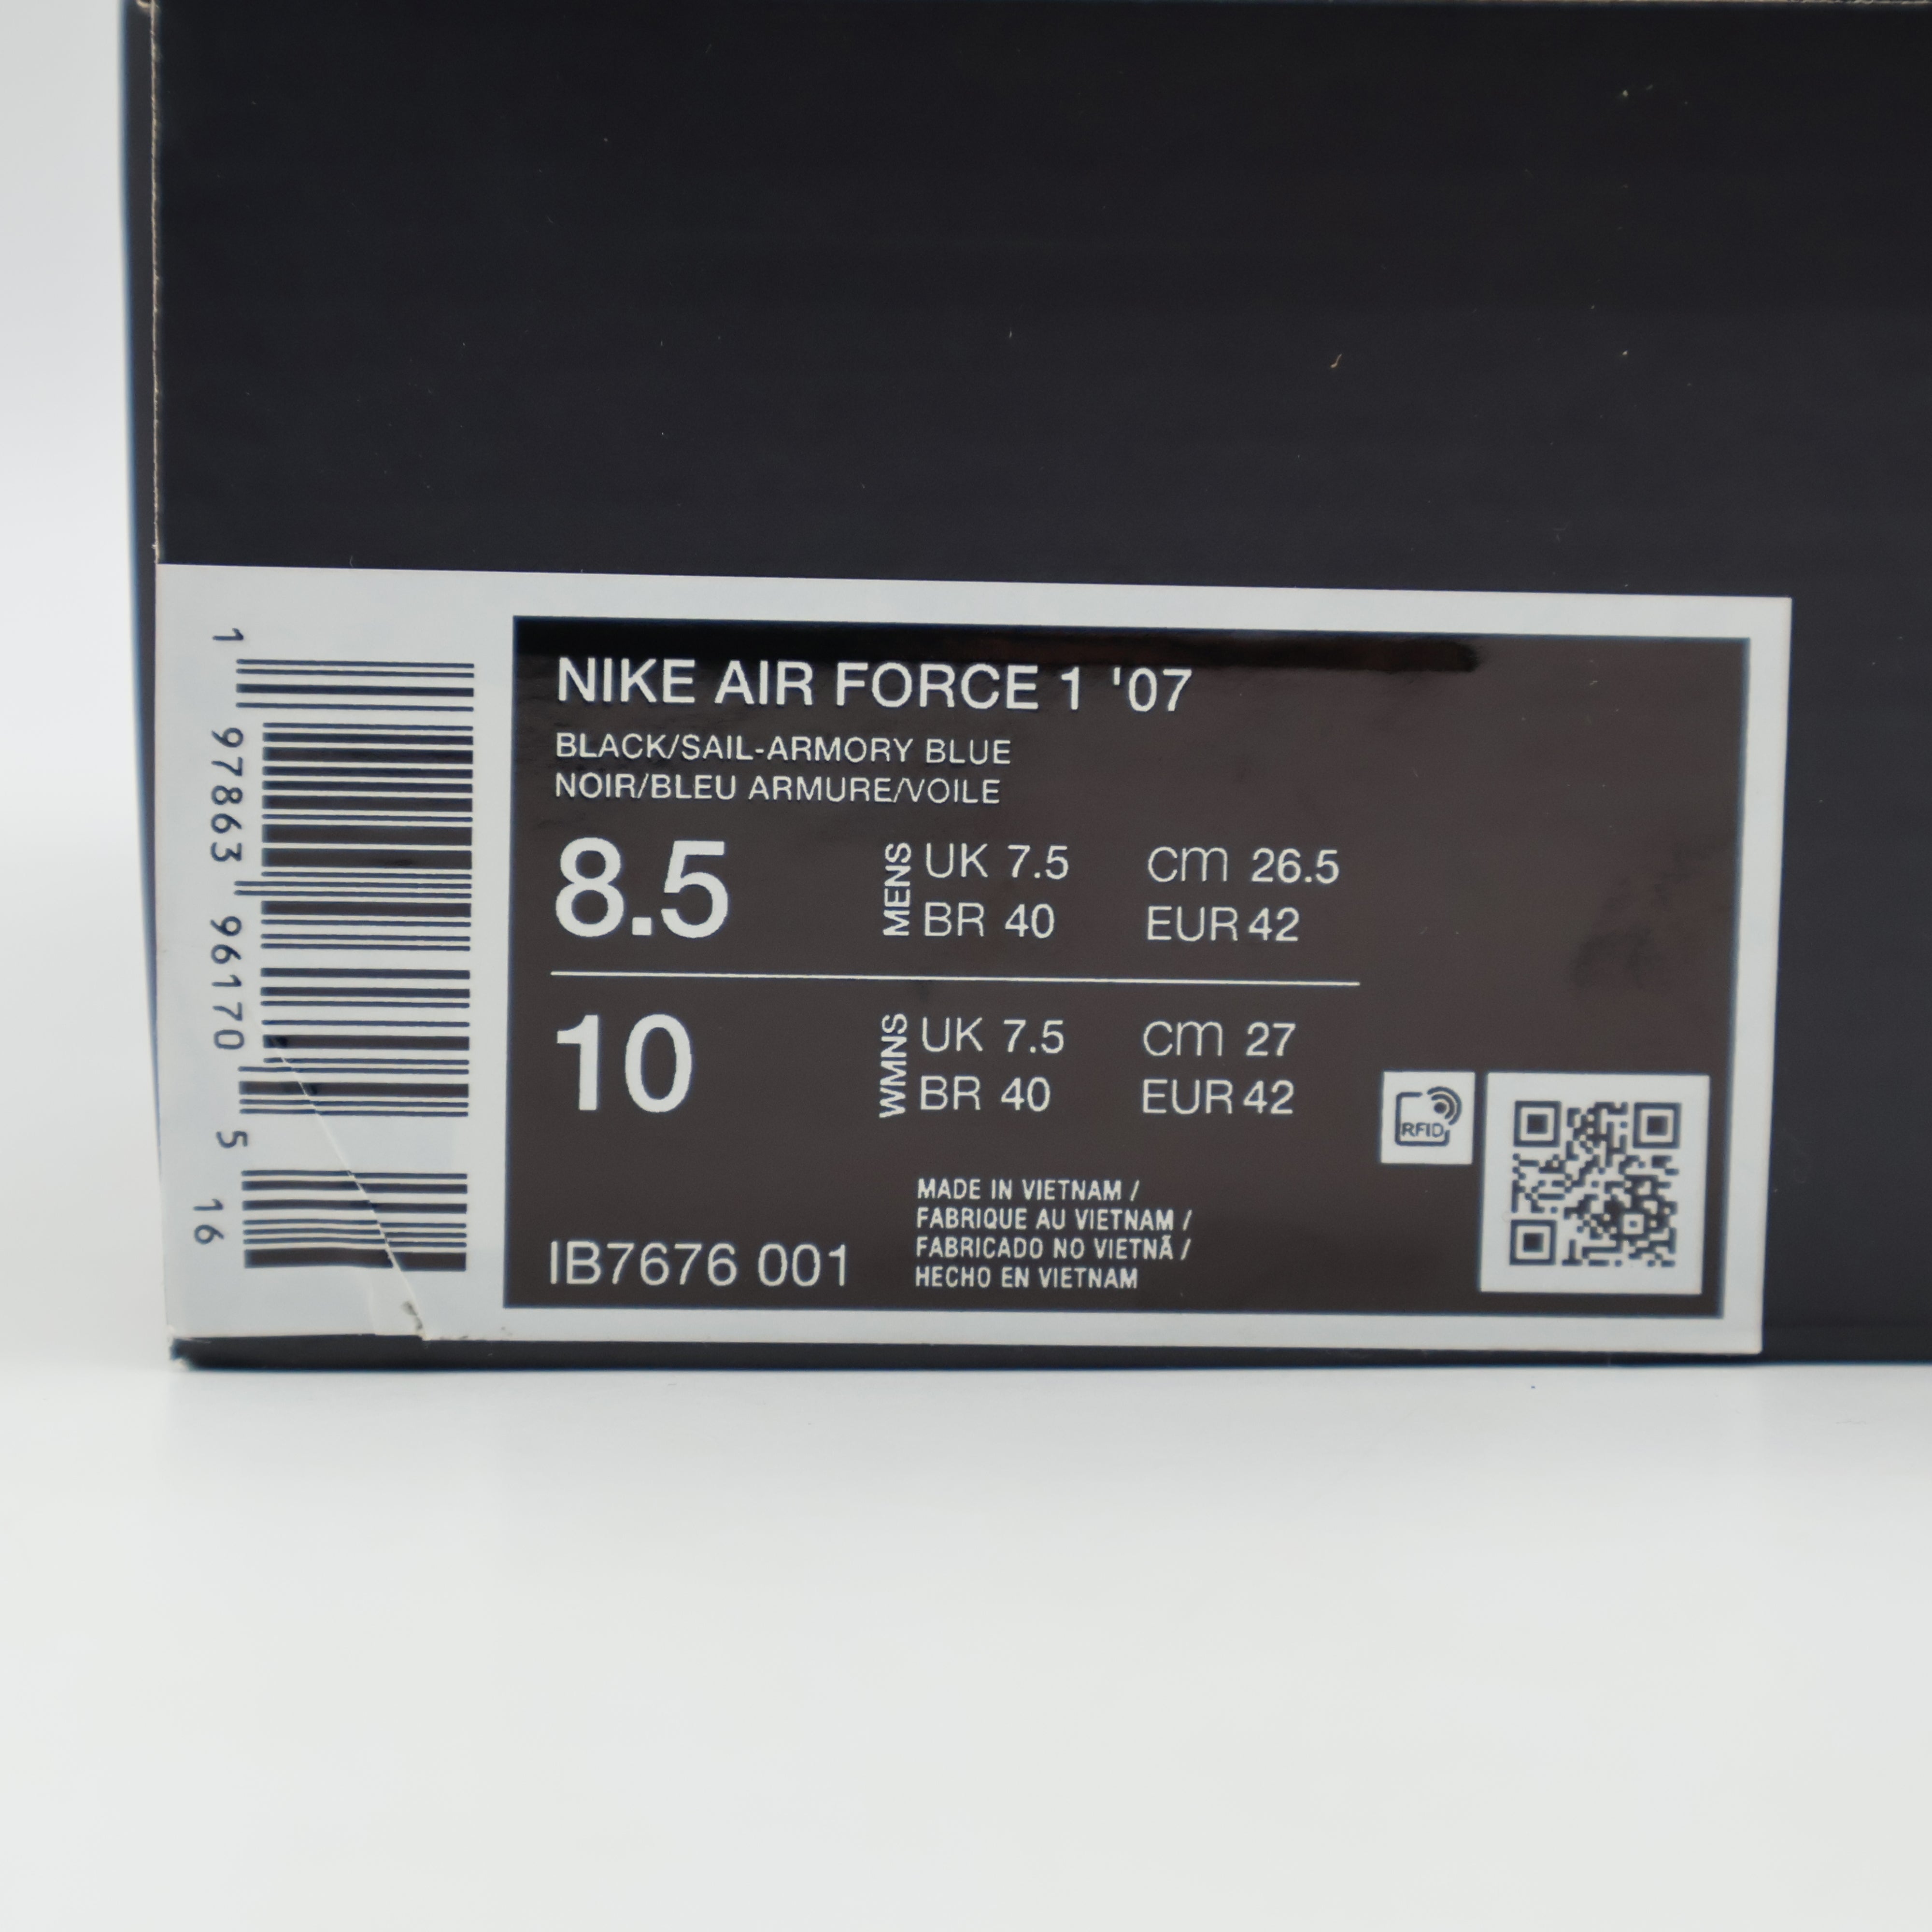 1 97863 96170 5 16
NIKE AIR FORCE 1 '07
BLACK/SAIL-ARMORY BLUE
NOIR/BLEU ARMURE/VOILE
8.5 MENS UK 7.5 CM 26.5
BR 40 EUR 42
10 WMNS UK 7.5 CM 27
BR 40 EUR 42
RFID
MADE IN VIETNAM /
FABRIQUE AU VIETNAM /
FABRICADO NO VIETNÃ /
HECHO EN VIETNAM
IB7676 001